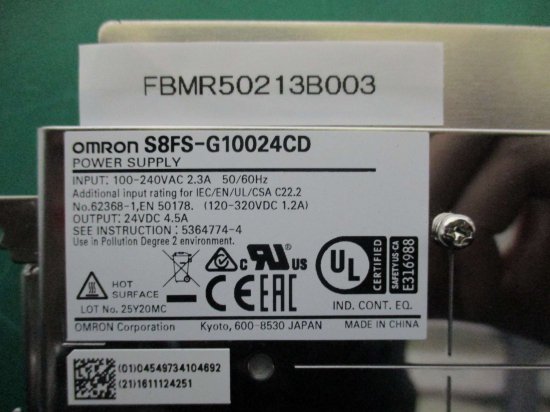 FBMR50213B003
omron S8FS-G10024CD
POWER SUPPLY
INPUT: 100-240VAC 2.3A 50/60Hz
Additional input rating for IEC/EN/UL/CSA C22.2
No.62368-1,EN 50178. (120-320VDC 1.2A)
OUTPUT: 24VDC 4.5A
SEE INSTRUCTION: 5364774-4
Use in Pollution Degree 2 environment.
HOT
SURFACE
C UL US
CE EAC
UL CERTIFIED
SAFETY US-CA
E316988
LOT No. 25Y20MC
IND. CONT. EQ.
OMRON Corporation Kyoto, 600-8530 JAPAN MADE IN CHINA
(01)04549734104692
(21)1611124251